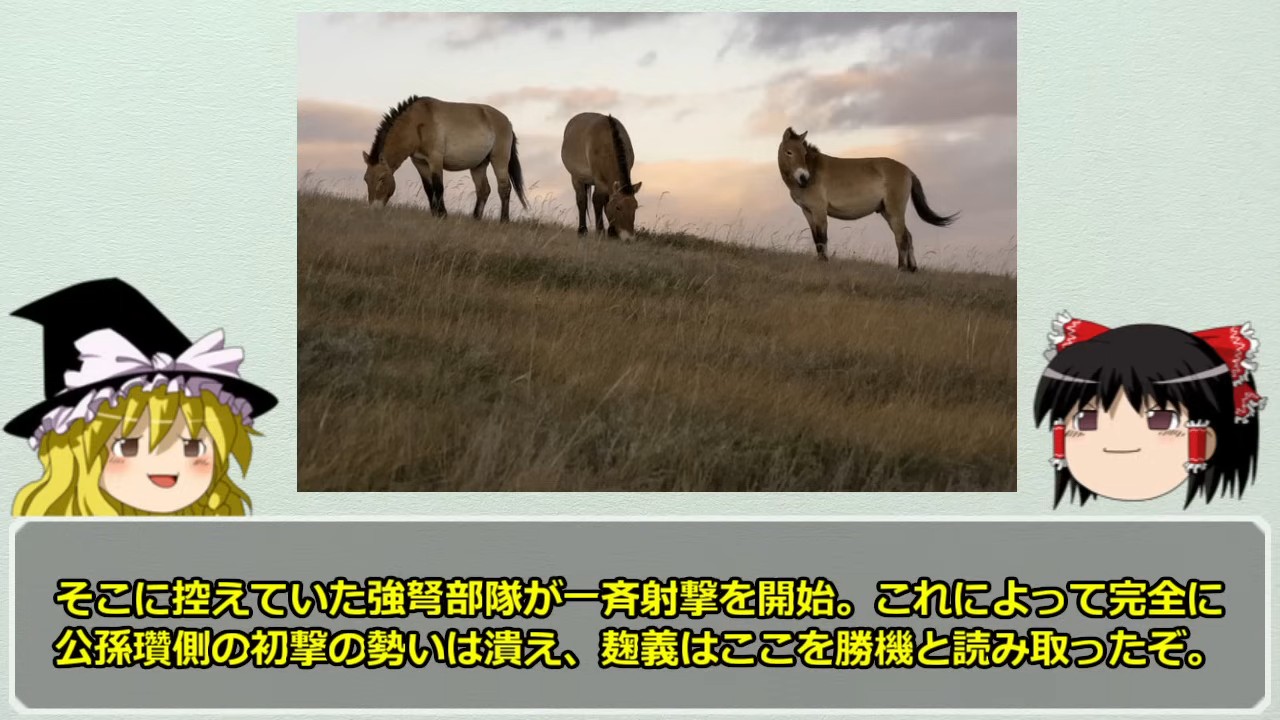 そこに控えていた強弩部隊が一斉射撃を開始。これによって完全に
公孫瓚側の初撃の勢いは潰え、麹義はここを勝機と読み取ったぞ。